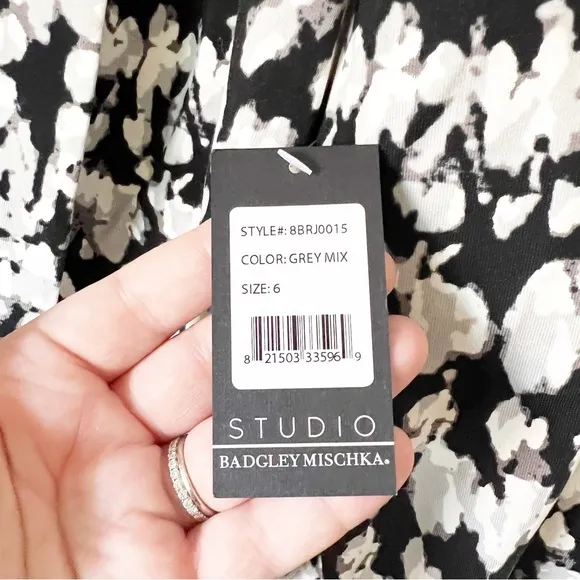 STYLE#: 8BRJ0015
COLOR: GREY MIX
SIZE: 6
8 21503 33596 9
STUDIO
BADGLEY MISCHKA®